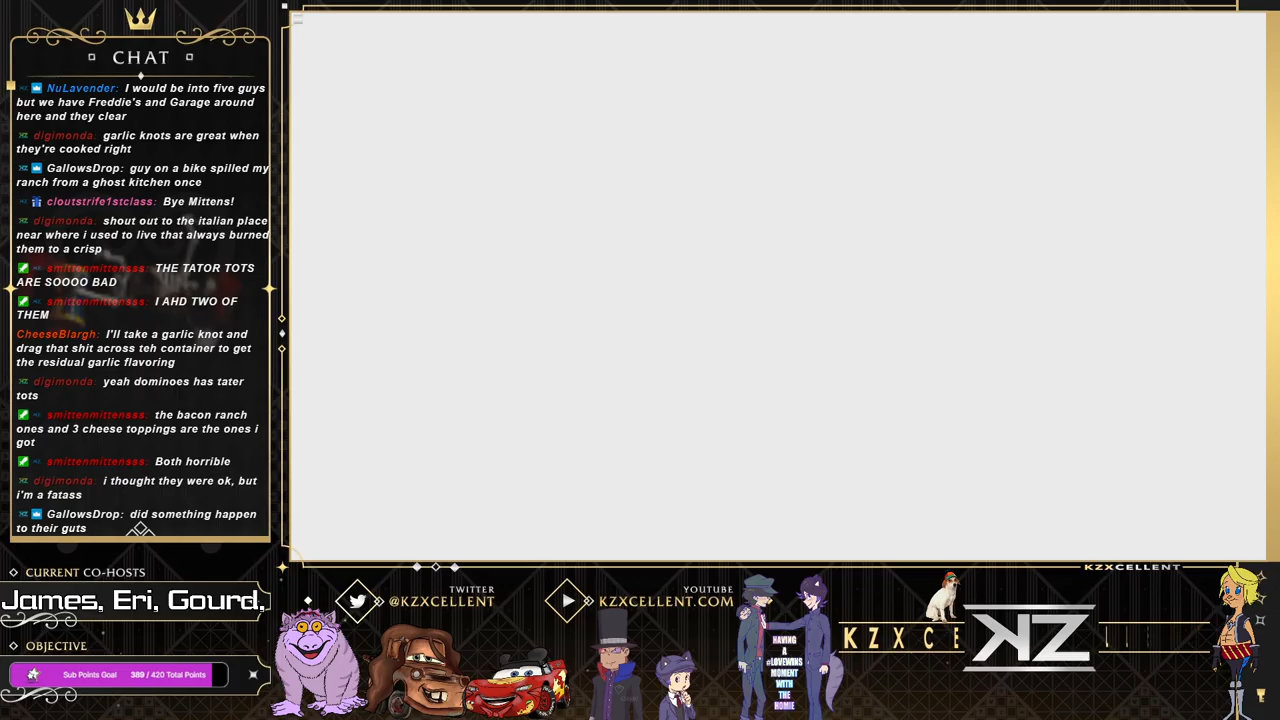 CHAT
NuLavender: I would be into five guys
but we have Freddie's and Garage around
here and they clear
digimonda: garlic knots are great when
they're cooked right
GallowsDrop: guy on a bike spilled my
ranch from a ghost kitchen once
cloutstrife1stclass: Bye Mittens!
digimonda: shout out to the italian place
near where i used to live that always burned
them to a crisp
smittenmittensss: THE TATOR TOTS
ARE SOOOO BAD
smittenmittensss: I AHD TWO OF
THEM
CheeseBlargh: I'll take a garlic knot and
drag that shit across teh container to get
the residual garlic flavoring
digimonda: yeah dominoes has tater
tots
smittenmittensss: the bacon ranch
ones and 3 cheese toppings are the ones i
got
smittenmittensss: Both horrible
digimonda: i thought they were ok, but
i'm a fatass
GallowsDrop: did something happen
to their guts
CURRENT CO-HOSTS
James, Eri, Gourd,
OBJECTIVE
Sub Points Goal 389 / 420 Total Points
TWITTER
@KZXCELLENT
YOUTUBE
KZXCELLENT.COM
HAVING
A
#LOVEWINS
MOMENT
WITH
THE
HOMIE
KZXCELLENT
KZXCE
KZ